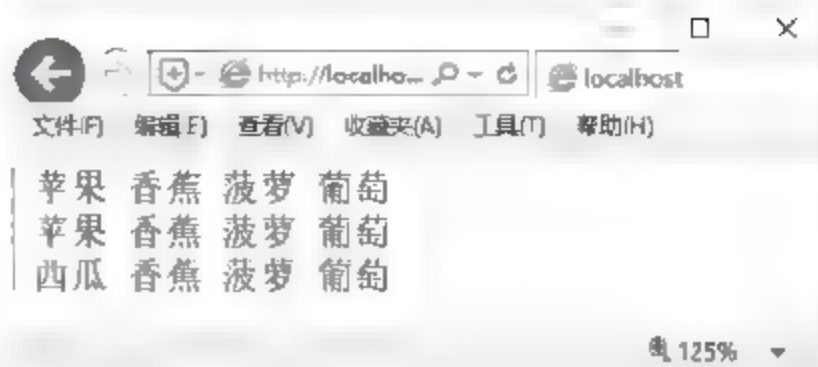 http://localho... localhost
文件(F) 编辑(E) 查看(V) 收藏夹(A) 工具(T) 帮助(H)
苹果 香蕉 菠萝 葡萄
苹果 香蕉 菠萝 葡萄
西瓜 香蕉 菠萝 葡萄
125%